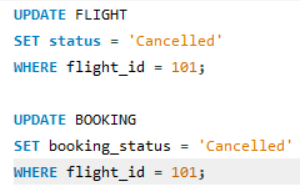 UPDATE FLIGHT
SET status = 'Cancelled'
WHERE flight_id = 101;
UPDATE BOOKING
SET booking_status = 'Cancelled'
WHERE flight_id = 101;